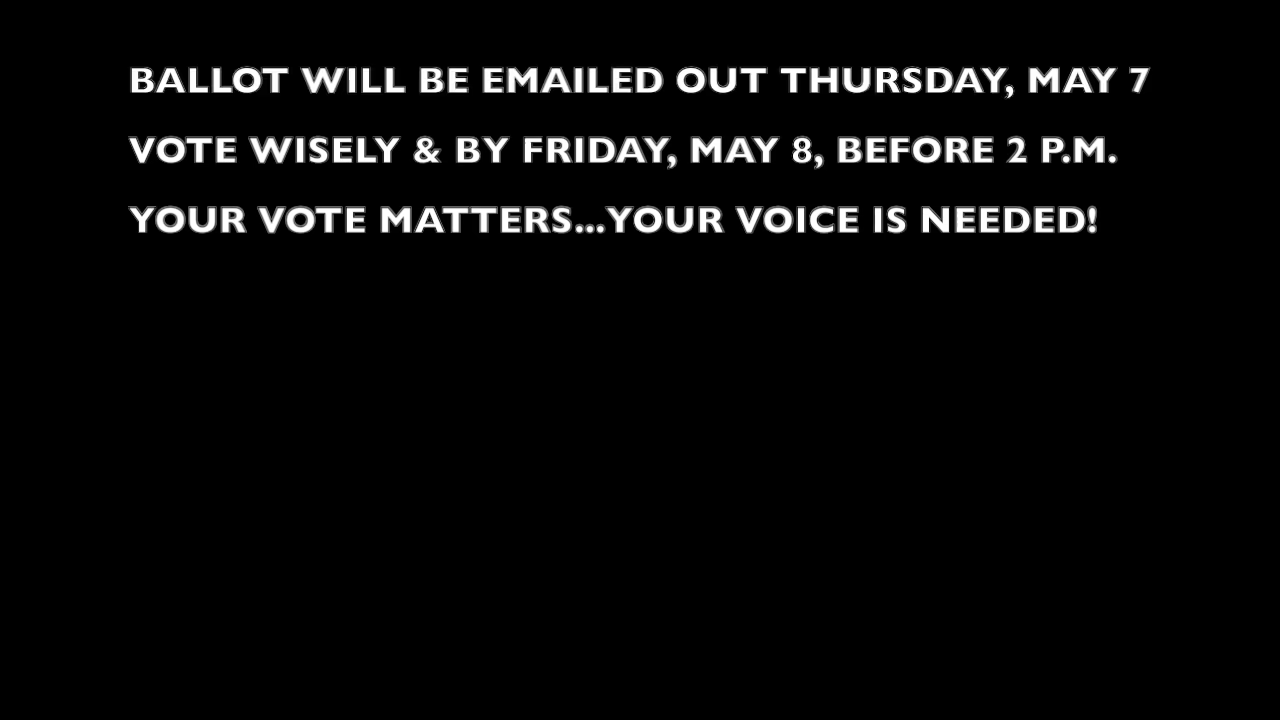 BALLOT WILL BE EMAILED OUT THURSDAY, MAY 7
VOTE WISELY & BY FRIDAY, MAY 8, BEFORE 2 P.M.
YOUR VOTE MATTERS...YOUR VOICE IS NEEDED!